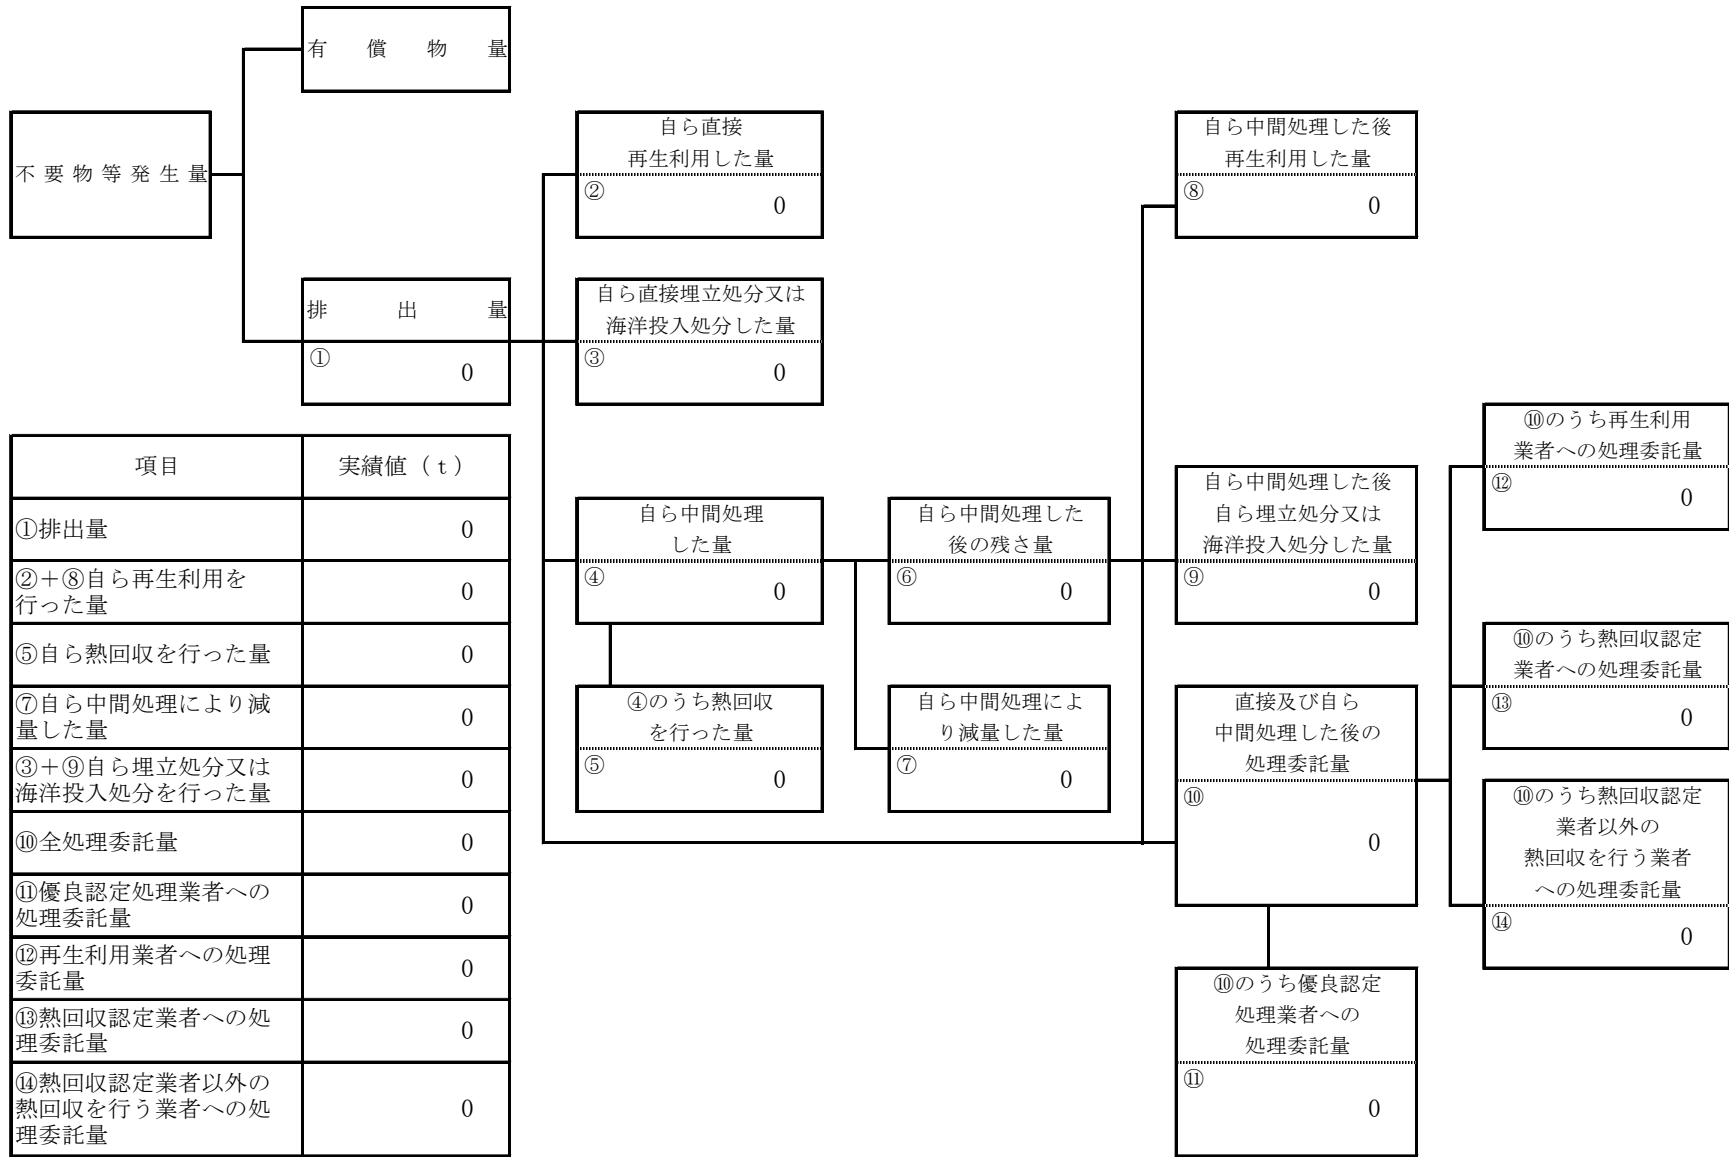 有償物量
不要物等発生量
排出量
① 0
自ら直接
再生利用した量
② 0
自ら直接埋立処分又は
海洋投入処分した量
③ 0
自ら中間処理
した量
④ 0
④のうち熱回収
を行った量
⑤ 0
自ら中間処理した
後の残さ量
⑥ 0
自ら中間処理によ
り減量した量
⑦ 0
自ら中間処理した後
再生利用した量
⑧ 0
自ら中間処理した後
自ら埋立処分又は
海洋投入処分した量
⑨ 0
直接及び自ら
中間処理した後の
処理委託量
⑩
0
⑩のうち優良認定
処理業者への
処理委託量
⑪
0
⑩のうち再生利用
業者への処理委託量
⑫ 0
⑩のうち熱回収認定
業者への処理委託量
⑬ 0
⑩のうち熱回収認定
業者以外の
熱回収を行う業者
への処理委託量
⑭ 0
項目 実績値（ｔ）
①排出量 0
②＋⑧自ら再生利用を
行った量 0
⑤自ら熱回収を行った量 0
⑦自ら中間処理により減
量した量 0
③＋⑨自ら埋立処分又は
海洋投入処分を行った量 0
⑩全処理委託量 0
⑪優良認定処理業者への
処理委託量 0
⑫再生利用業者への処理
委託量 0
⑬熱回収認定業者への処
理委託量 0
⑭熱回収認定業者以外の
熱回収を行う業者への処
理委託量 0